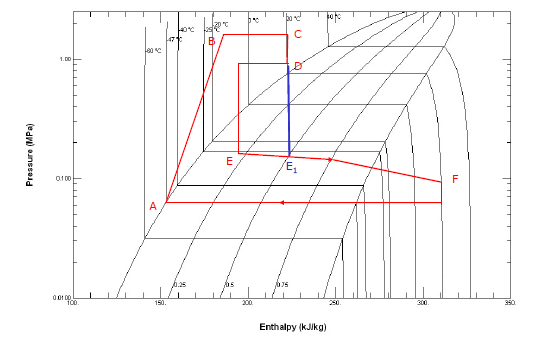 -40 °C
-20 °C
0 °C
20 °C
40 °C
-60 °C
-47 °C
-25 °C
B
C
1.00
D
Pressure (MPa)
E
E1
F
0.100
A
0.25
0.5
0.75
0.0100
100.
150.
200.
250.
300.
350.
Enthalpy (kJ/kg)